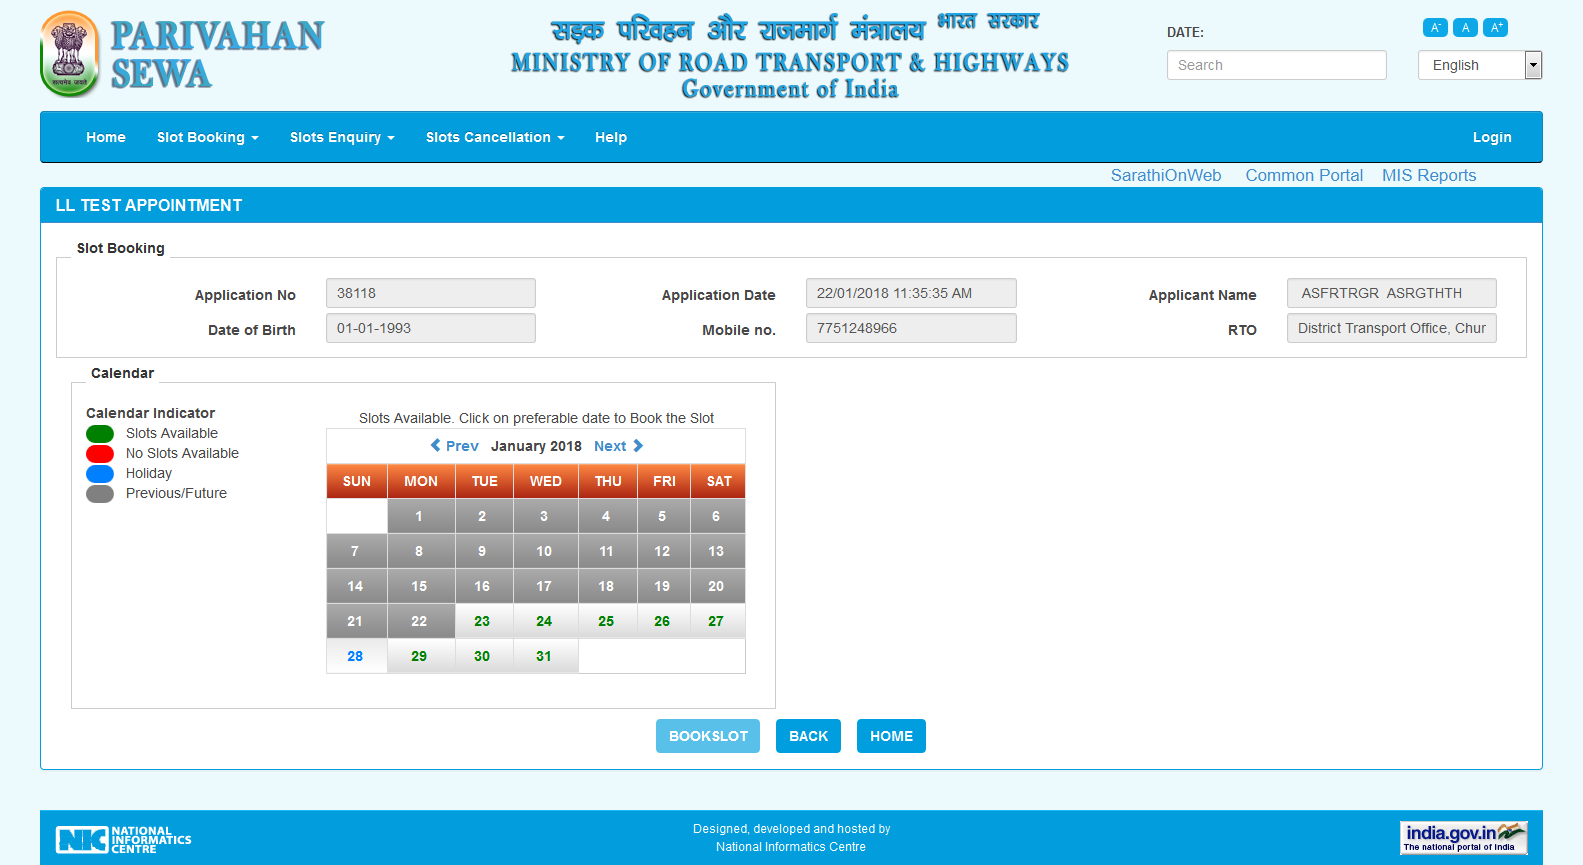 PARIVAHAN
SEWA
सत्यमेव जयते
सड़क परिवहन और राजमार्ग मंत्रालय भारत सरकार
MINISTRY OF ROAD TRANSPORT & HIGHWAYS
Government of India
DATE:
A- A A+
Search
English
Home Slot Booking Slots Enquiry Slots Cancellation Help Login
SarathiOnWeb Common Portal MIS Reports
LL TEST APPOINTMENT
Slot Booking
Application No 38118 Application Date 22/01/2018 11:35:35 AM Applicant Name ASFRTRGR ASRGTHTH
Date of Birth 01-01-1993 Mobile no. 7751248966 RTO District Transport Office, Chur
Calendar
Calendar Indicator
Slots Available
No Slots Available
Holiday
Previous/Future
Slots Available. Click on preferable date to Book the Slot
Prev January 2018 Next
SUN MON TUE WED THU FRI SAT
1 2 3 4 5 6
7 8 9 10 11 12 13
14 15 16 17 18 19 20
21 22 23 24 25 26 27
28 29 30 31
BOOKSLOT BACK HOME
NIC NATIONAL
INFORMATICS
CENTRE
Designed, developed and hosted by
National Informatics Centre
india.gov.in
The national portal of India